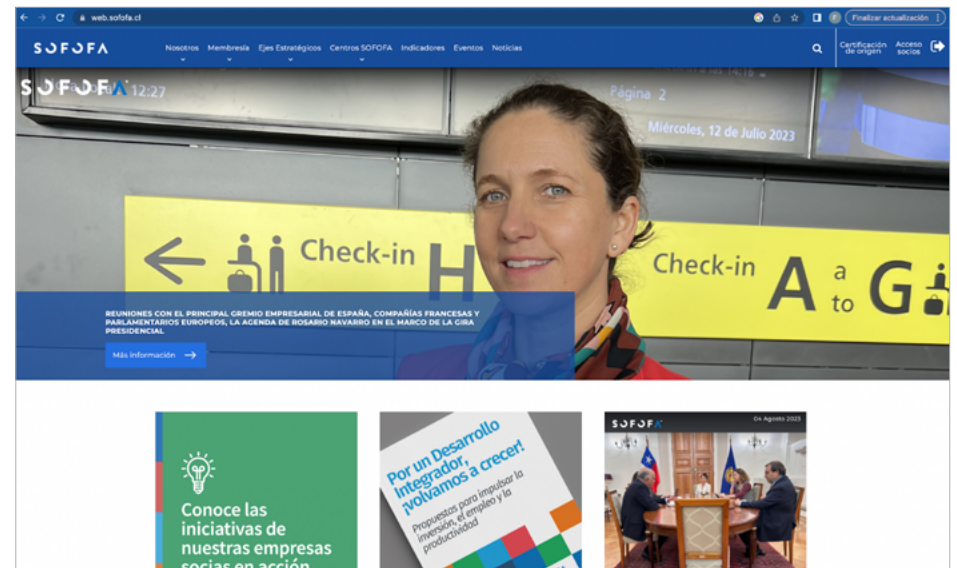 web.sofofa.cl
Finalizar actualización
SOFOFA
Nosotros Membresía Ejes Estratégicos Centros SOFOFA Indicadores Eventos Noticias
Certificación de origen
Acceso socios
SOFOFA
12:27
Página 2
Miércoles, 12 de Julio 2023
Check-in H
Check-in A a to G
REUNIONES CON EL PRINCIPAL GREMIO EMPRESARIAL DE ESPAÑA, COMPAÑÍAS FRANCESAS Y
PARLAMENTARIOS EUROPEOS, LA AGENDA DE ROSARIO NAVARRO EN EL MARCO DE LA GIRA
PRESIDENCIAL
Más información
Conoce las
iniciativas de
nuestras empresas
socias en acción
Por un Desarrollo
Integrador,
¡volvamos a crecer!
Propuestas para impulsar la
inversión, el empleo y la
productividad
SOFOFA
04 Agosto 2023